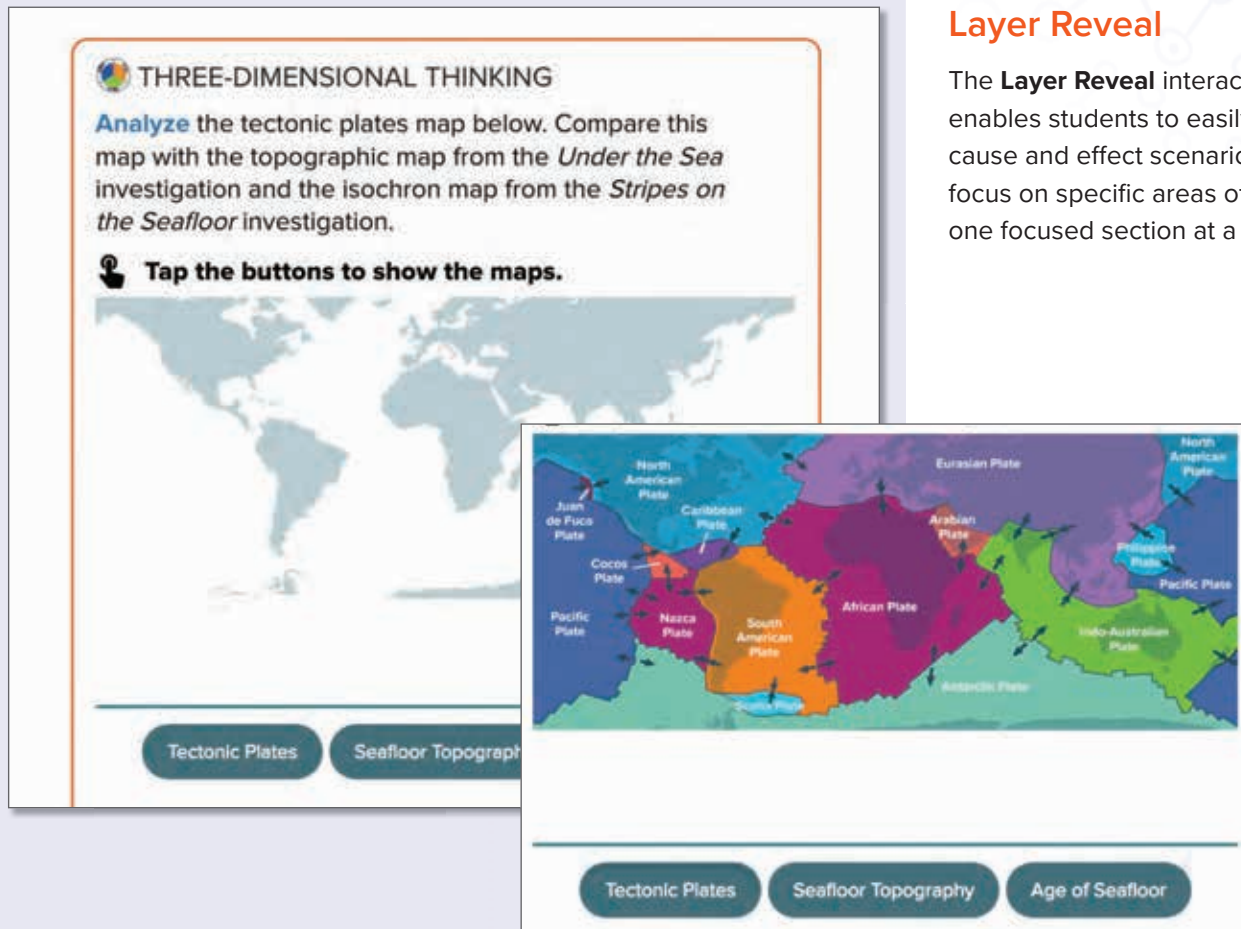 Layer Reveal
The Layer Reveal interac
enables students to easil
cause and effect scenaric
focus on specific areas of
one focused section at a
THREE-DIMENSIONAL THINKING
Analyze the tectonic plates map below. Compare this
map with the topographic map from the Under the Sea
investigation and the isochron map from the Stripes on
the Seafloor investigation.
Tap the buttons to show the maps.
Tectonic Plates
Seafloor Topograph
North
American
Plate
Eurasian Plate
North
American
Plate
Juan
de Fuca
Plate
Caribbean
Plate
Arabian
Plate
Philippine
Plate
Cocos
Plate
Pacific Plate
Pacific
Plate
Nazca
Plate
South
American
Plate
African Plate
Indo-Australian
Plate
Antarctic Plate
Scotia Plate
Tectonic Plates
Seafloor Topography
Age of Seafloor